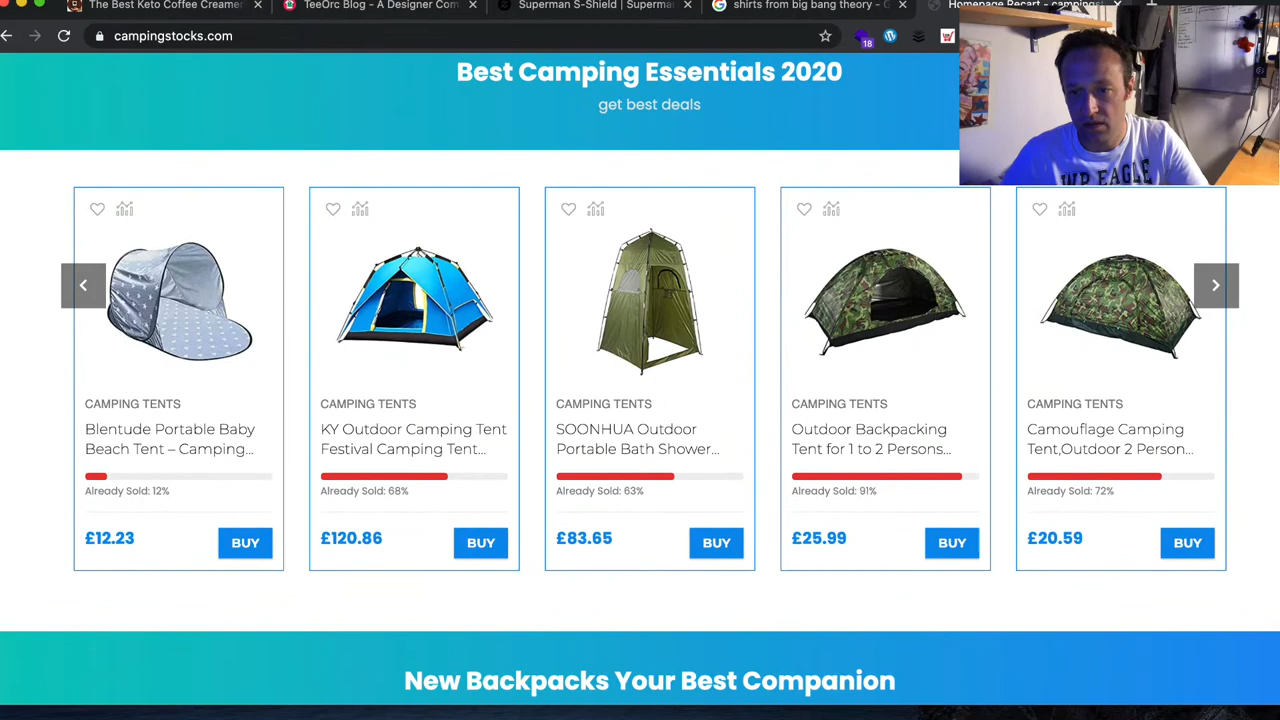 The Best Keto Coffee Creamer
TeeOrc Blog - A Designer Com
Superman S-Shield | Superma
shirts from big bang theory - G
Homepage Recart - campings
campingstocks.com
18
Best Camping Essentials 2020
get best deals
WP EAGLE
CAMPING TENTS
Blentude Portable Baby
Beach Tent – Camping...
Already Sold: 12%
£12.23
BUY
CAMPING TENTS
KY Outdoor Camping Tent
Festival Camping Tent...
Already Sold: 68%
£120.86
BUY
CAMPING TENTS
SOONHUA Outdoor
Portable Bath Shower...
Already Sold: 63%
£83.65
BUY
CAMPING TENTS
Outdoor Backpacking
Tent for 1 to 2 Persons...
Already Sold: 91%
£25.99
BUY
CAMPING TENTS
Camouflage Camping
Tent,Outdoor 2 Person...
Already Sold: 72%
£20.59
BUY
New Backpacks Your Best Companion